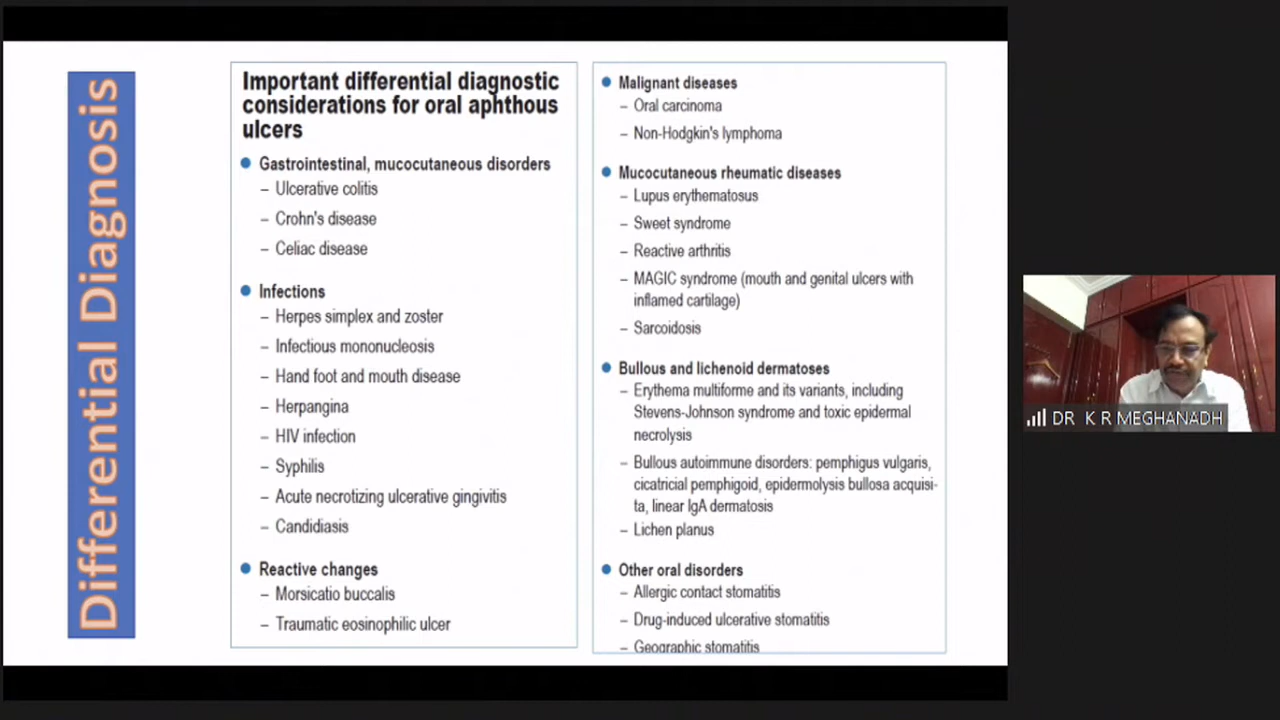 Differential Diagnosis
Important differential diagnostic
considerations for oral aphthous
ulcers
● Gastrointestinal, mucocutaneous disorders
– Ulcerative colitis
– Crohn's disease
– Celiac disease
● Infections
– Herpes simplex and zoster
– Infectious mononucleosis
– Hand foot and mouth disease
– Herpangina
– HIV infection
– Syphilis
– Acute necrotizing ulcerative gingivitis
– Candidiasis
● Reactive changes
– Morsicatio buccalis
– Traumatic eosinophilic ulcer
● Malignant diseases
– Oral carcinoma
– Non-Hodgkin's lymphoma
● Mucocutaneous rheumatic diseases
– Lupus erythematosus
– Sweet syndrome
– Reactive arthritis
– MAGIC syndrome (mouth and genital ulcers with
inflamed cartilage)
– Sarcoidosis
● Bullous and lichenoid dermatoses
– Erythema multiforme and its variants, including
Stevens-Johnson syndrome and toxic epidermal
necrolysis
– Bullous autoimmune disorders: pemphigus vulgaris,
cicatricial pemphigoid, epidermolysis bullosa acquisi-
ta, linear IgA dermatosis
– Lichen planus
● Other oral disorders
– Allergic contact stomatitis
– Drug-induced ulcerative stomatitis
– Geographic stomatitis
DR K R MEGHANADH